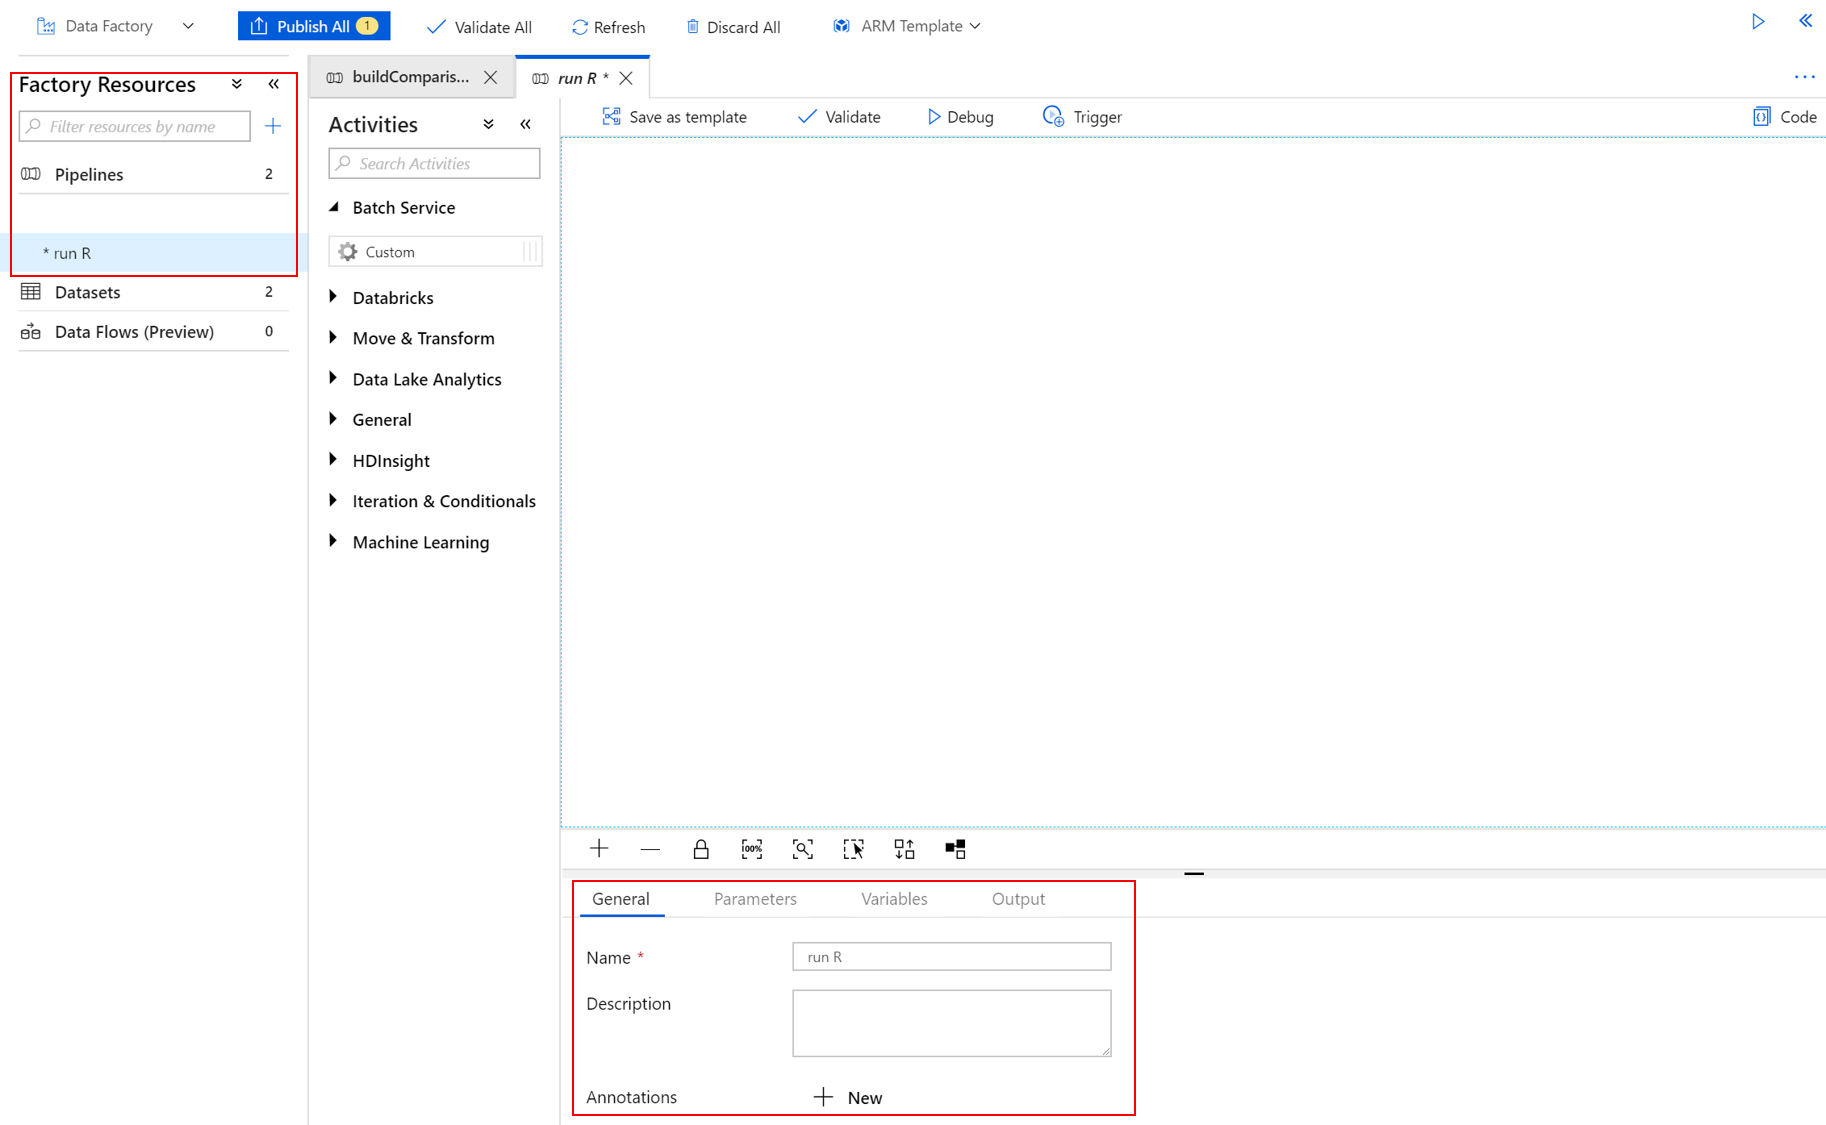 Data Factory
Publish All 1
Validate All
Refresh
Discard All
ARM Template
Factory Resources
Filter resources by name
Pipelines 2
* run R
Datasets 2
Data Flows (Preview) 0
buildComparis...
run R *
Activities
Search Activities
Batch Service
Custom
Databricks
Move & Transform
Data Lake Analytics
General
HDInsight
Iteration & Conditionals
Machine Learning
Save as template
Validate
Debug
Trigger
Code
100%
General Parameters Variables Output
Name * run R
Description
Annotations + New